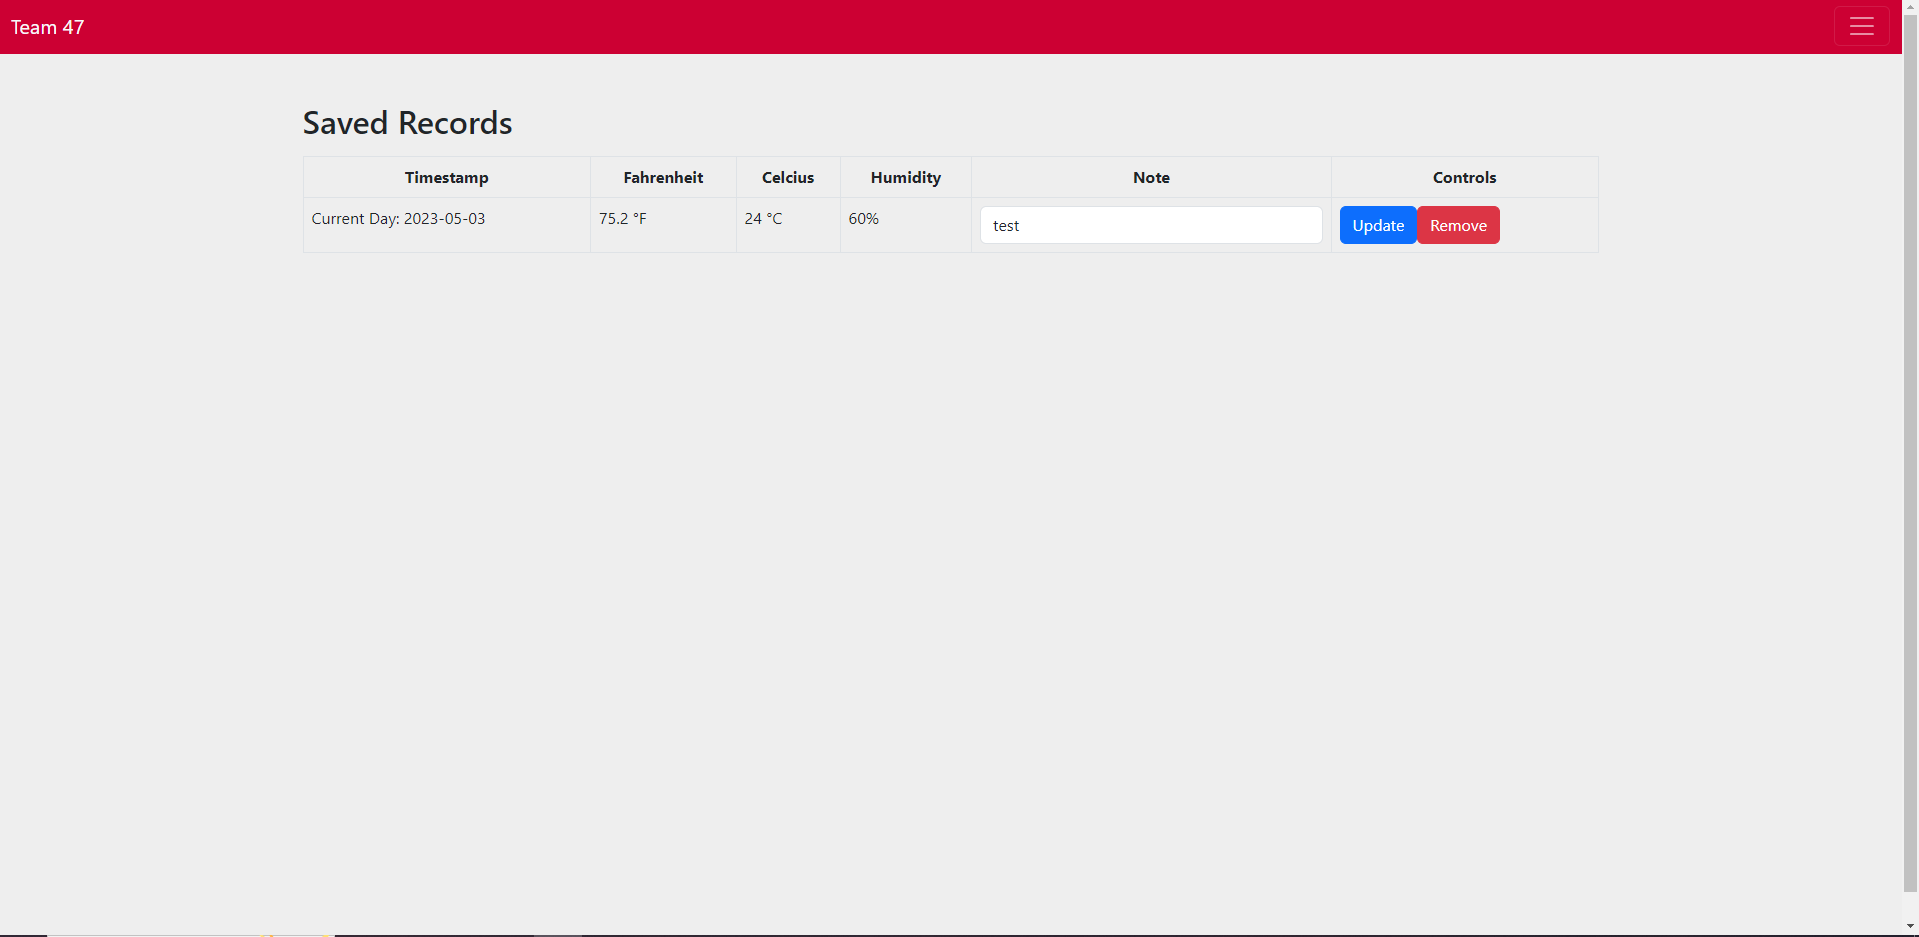 Team 47
Saved Records
Timestamp Fahrenheit Celcius Humidity Note Controls
Current Day: 2023-05-03 75.2 °F 24 °C 60% test Update Remove